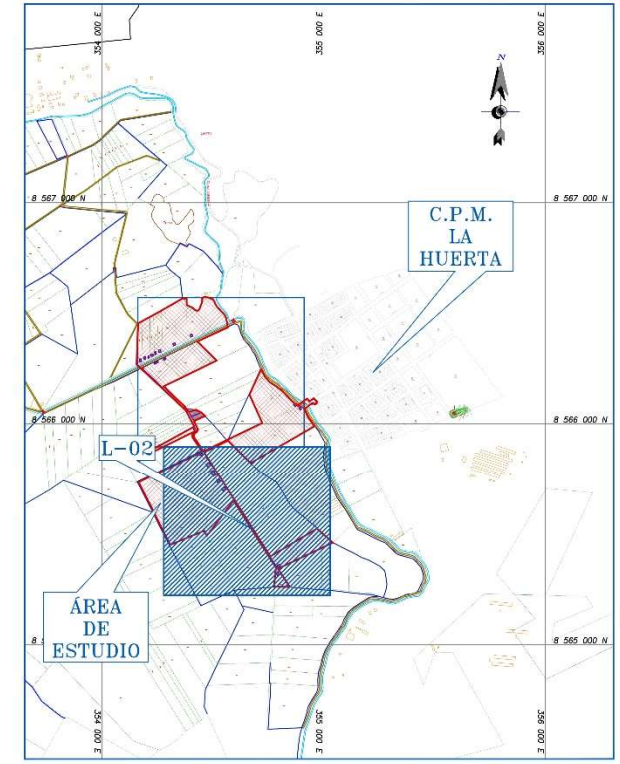 354 000 E
355 000 E
356 000 E
N
8 567 000 N
8 567 000 N
C.P.M.
LA
HUERTA
8 566 000 N
8 566 000 N
L-02
ÁREA
DE
ESTUDIO
8 565 000 N
354 000 E
355 000 E
356 000 E